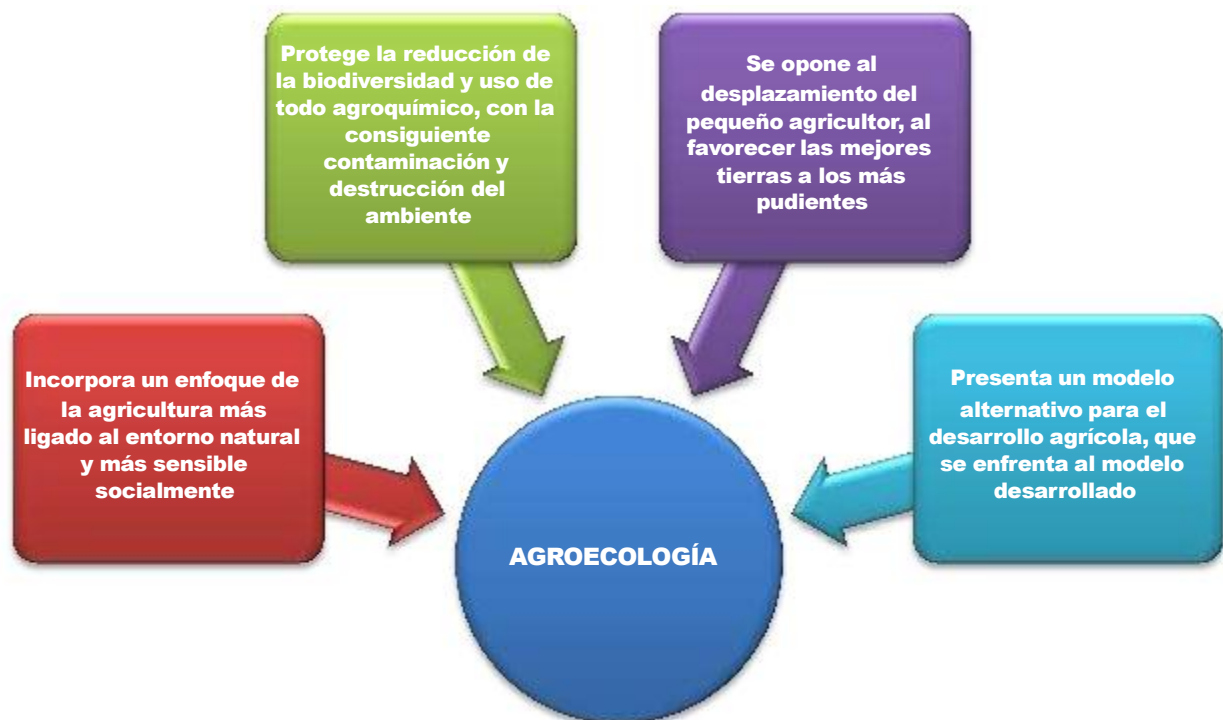 Protege la reducción de
la biodiversidad y uso de
todo agroquímico, con la
consiguiente
contaminación y
destrucción del
ambiente
Se opone al
desplazamiento del
pequeño agricultor, al
favorecer las mejores
tierras a los más
pudientes
Incorpora un enfoque de
la agricultura más
ligado al entorno natural
y más sensible
socialmente
Presenta un modelo
alternativo para el
desarrollo agrícola, que
se enfrenta al modelo
desarrollado
AGROECOLOGÍA